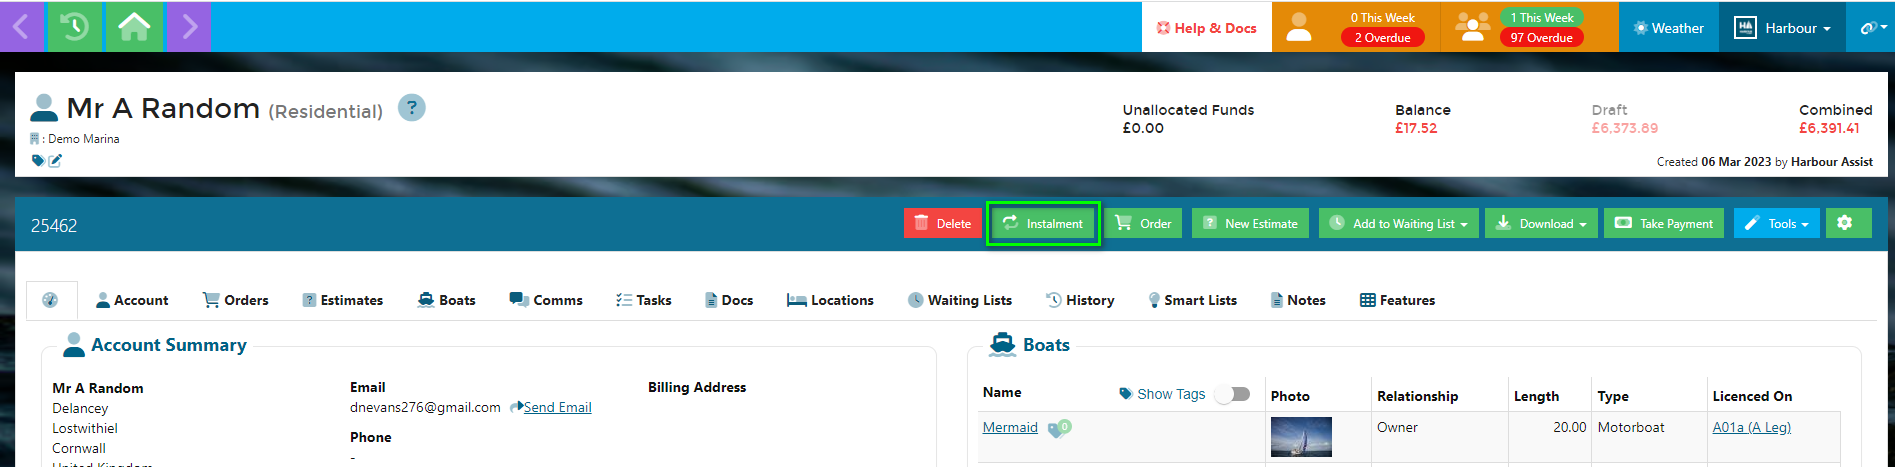 Help & Docs
0 This Week
2 Overdue
1 This Week
97 Overdue
Weather
Harbour
Mr A Random (Residential) ?
: Demo Marina
Unallocated Funds
£0.00
Balance
£17.52
Draft
£6,373.89
Combined
£6,391.41
Created 06 Mar 2023 by Harbour Assist
25462
Delete
Instalment
Order
New Estimate
Add to Waiting List
Download
Take Payment
Tools
Account
Orders
Estimates
Boats
Comms
Tasks
Docs
Locations
Waiting Lists
History
Smart Lists
Notes
Features
Account Summary
Mr A Random
Delancey
Lostwithiel
Cornwall
United Kingdom
Email
dnevans276@gmail.com Send Email
Phone
-
Billing Address
Boats
Name Show Tags Photo Relationship Length Type Licenced On
Mermaid 0 Owner 20.00 Motorboat A01a (A Leg)